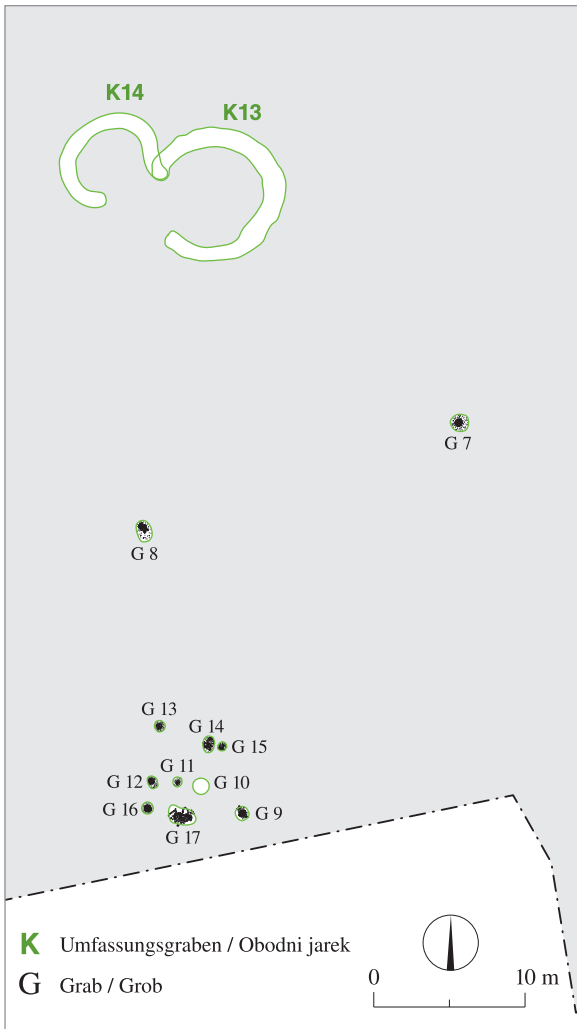 K14
K13
G 7
G 8
G 13
G 14
G 15
G 11
G 12
G 10
G 16
G 9
G 17
K Umfassungsgraben / Obodni jarek
G Grab / Grob
0 10 m